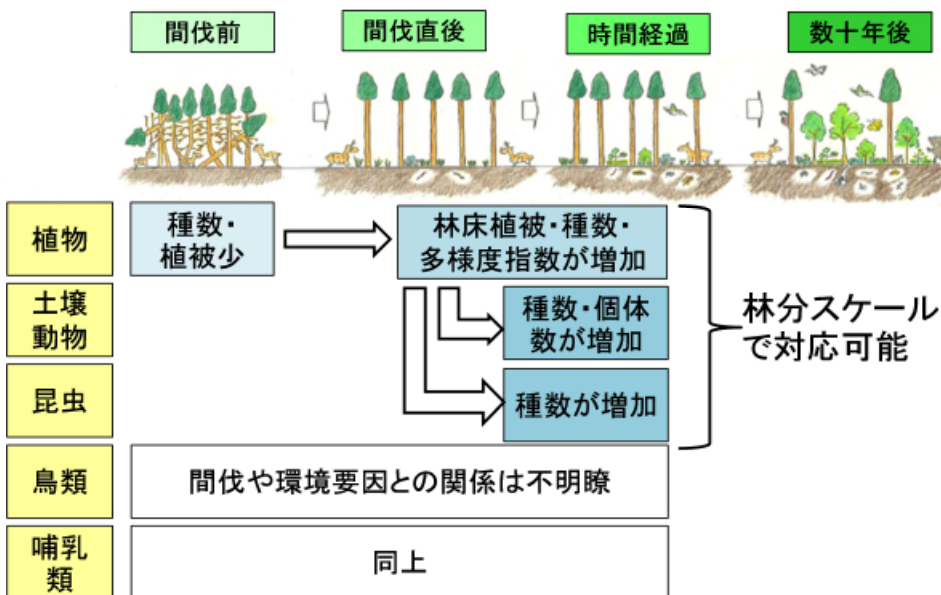 間伐前
間伐直後
時間経過
数十年後
植物
種数・
植被少
林床植被・種数・
多様度指数が増加
土壌
動物
種数・個体
数が増加
林分スケール
で対応可能
昆虫
種数が増加
鳥類
間伐や環境要因との関係は不明瞭
哺乳
類
同上